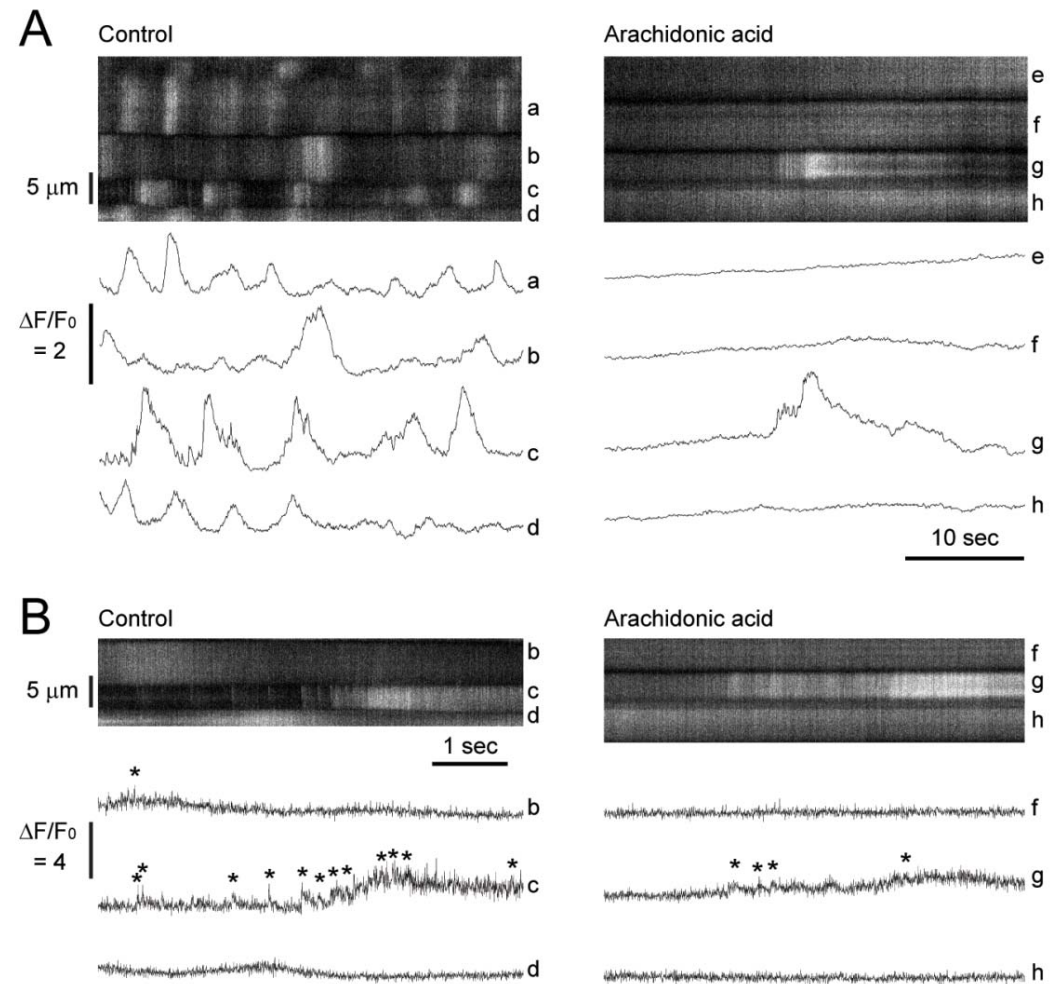 A
Control
Arachidonic acid
a
b
c
d
5 μm
e
f
g
h
ΔF/F₀
= 2
a
b
c
d
e
f
g
h
10 sec
B
Control
Arachidonic acid
b
c
d
5 μm
1 sec
f
g
h
ΔF/F₀
= 4
*
b
* * * * * * * * * * * *
c
d
f
* * * *
g
h